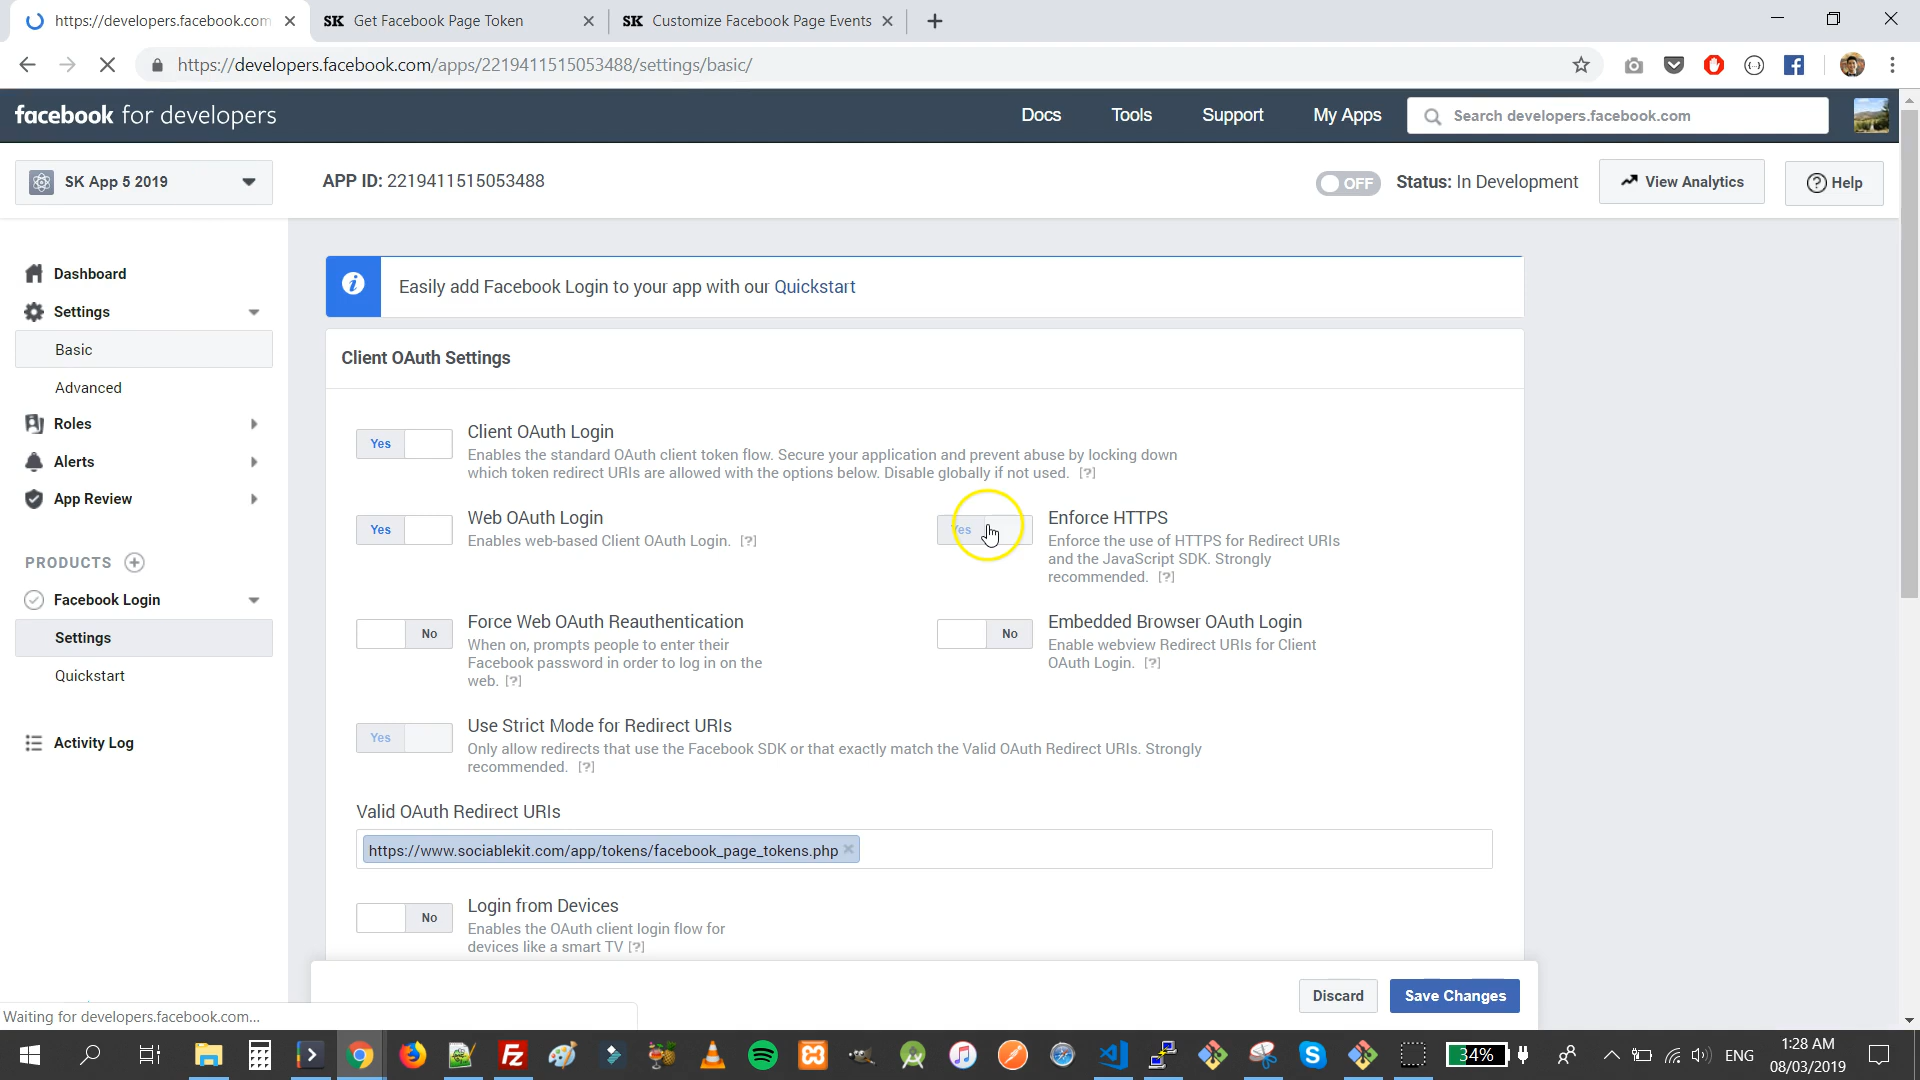 https://developers.facebook.com
SK Get Facebook Page Token
SK Customize Facebook Page Events
https://developers.facebook.com/apps/2219411515053488/settings/basic/
facebook for developers
Docs
Tools
Support
My Apps
Search developers.facebook.com
SK App 5 2019
APP ID: 2219411515053488
OFF
Status: In Development
View Analytics
Help
Dashboard
Settings
Basic
Advanced
Roles
Alerts
App Review
PRODUCTS
Facebook Login
Settings
Quickstart
Activity Log
Easily add Facebook Login to your app with our Quickstart
Client OAuth Settings
Yes
Client OAuth Login
Enables the standard OAuth client token flow. Secure your application and prevent abuse by locking down
which token redirect URIs are allowed with the options below. Disable globally if not used. [?]
Yes
Web OAuth Login
Enables web-based Client OAuth Login. [?]
Yes
Enforce HTTPS
Enforce the use of HTTPS for Redirect URIs
and the JavaScript SDK. Strongly
recommended. [?]
No
Force Web OAuth Reauthentication
When on, prompts people to enter their
Facebook password in order to log in on the
web. [?]
No
Embedded Browser OAuth Login
Enable webview Redirect URIs for Client
OAuth Login. [?]
Yes
Use Strict Mode for Redirect URIs
Only allow redirects that use the Facebook SDK or that exactly match the Valid OAuth Redirect URIs. Strongly
recommended. [?]
Valid OAuth Redirect URIs
https://www.sociablekit.com/app/tokens/facebook_page_tokens.php
No
Login from Devices
Enables the OAuth client login flow for
devices like a smart TV [?]
Discard
Save Changes
Waiting for developers.facebook.com...
34%
ENG
1:28 AM
08/03/2019